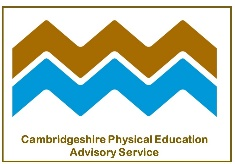 Cambridgeshire Physical Education
Advisory Service